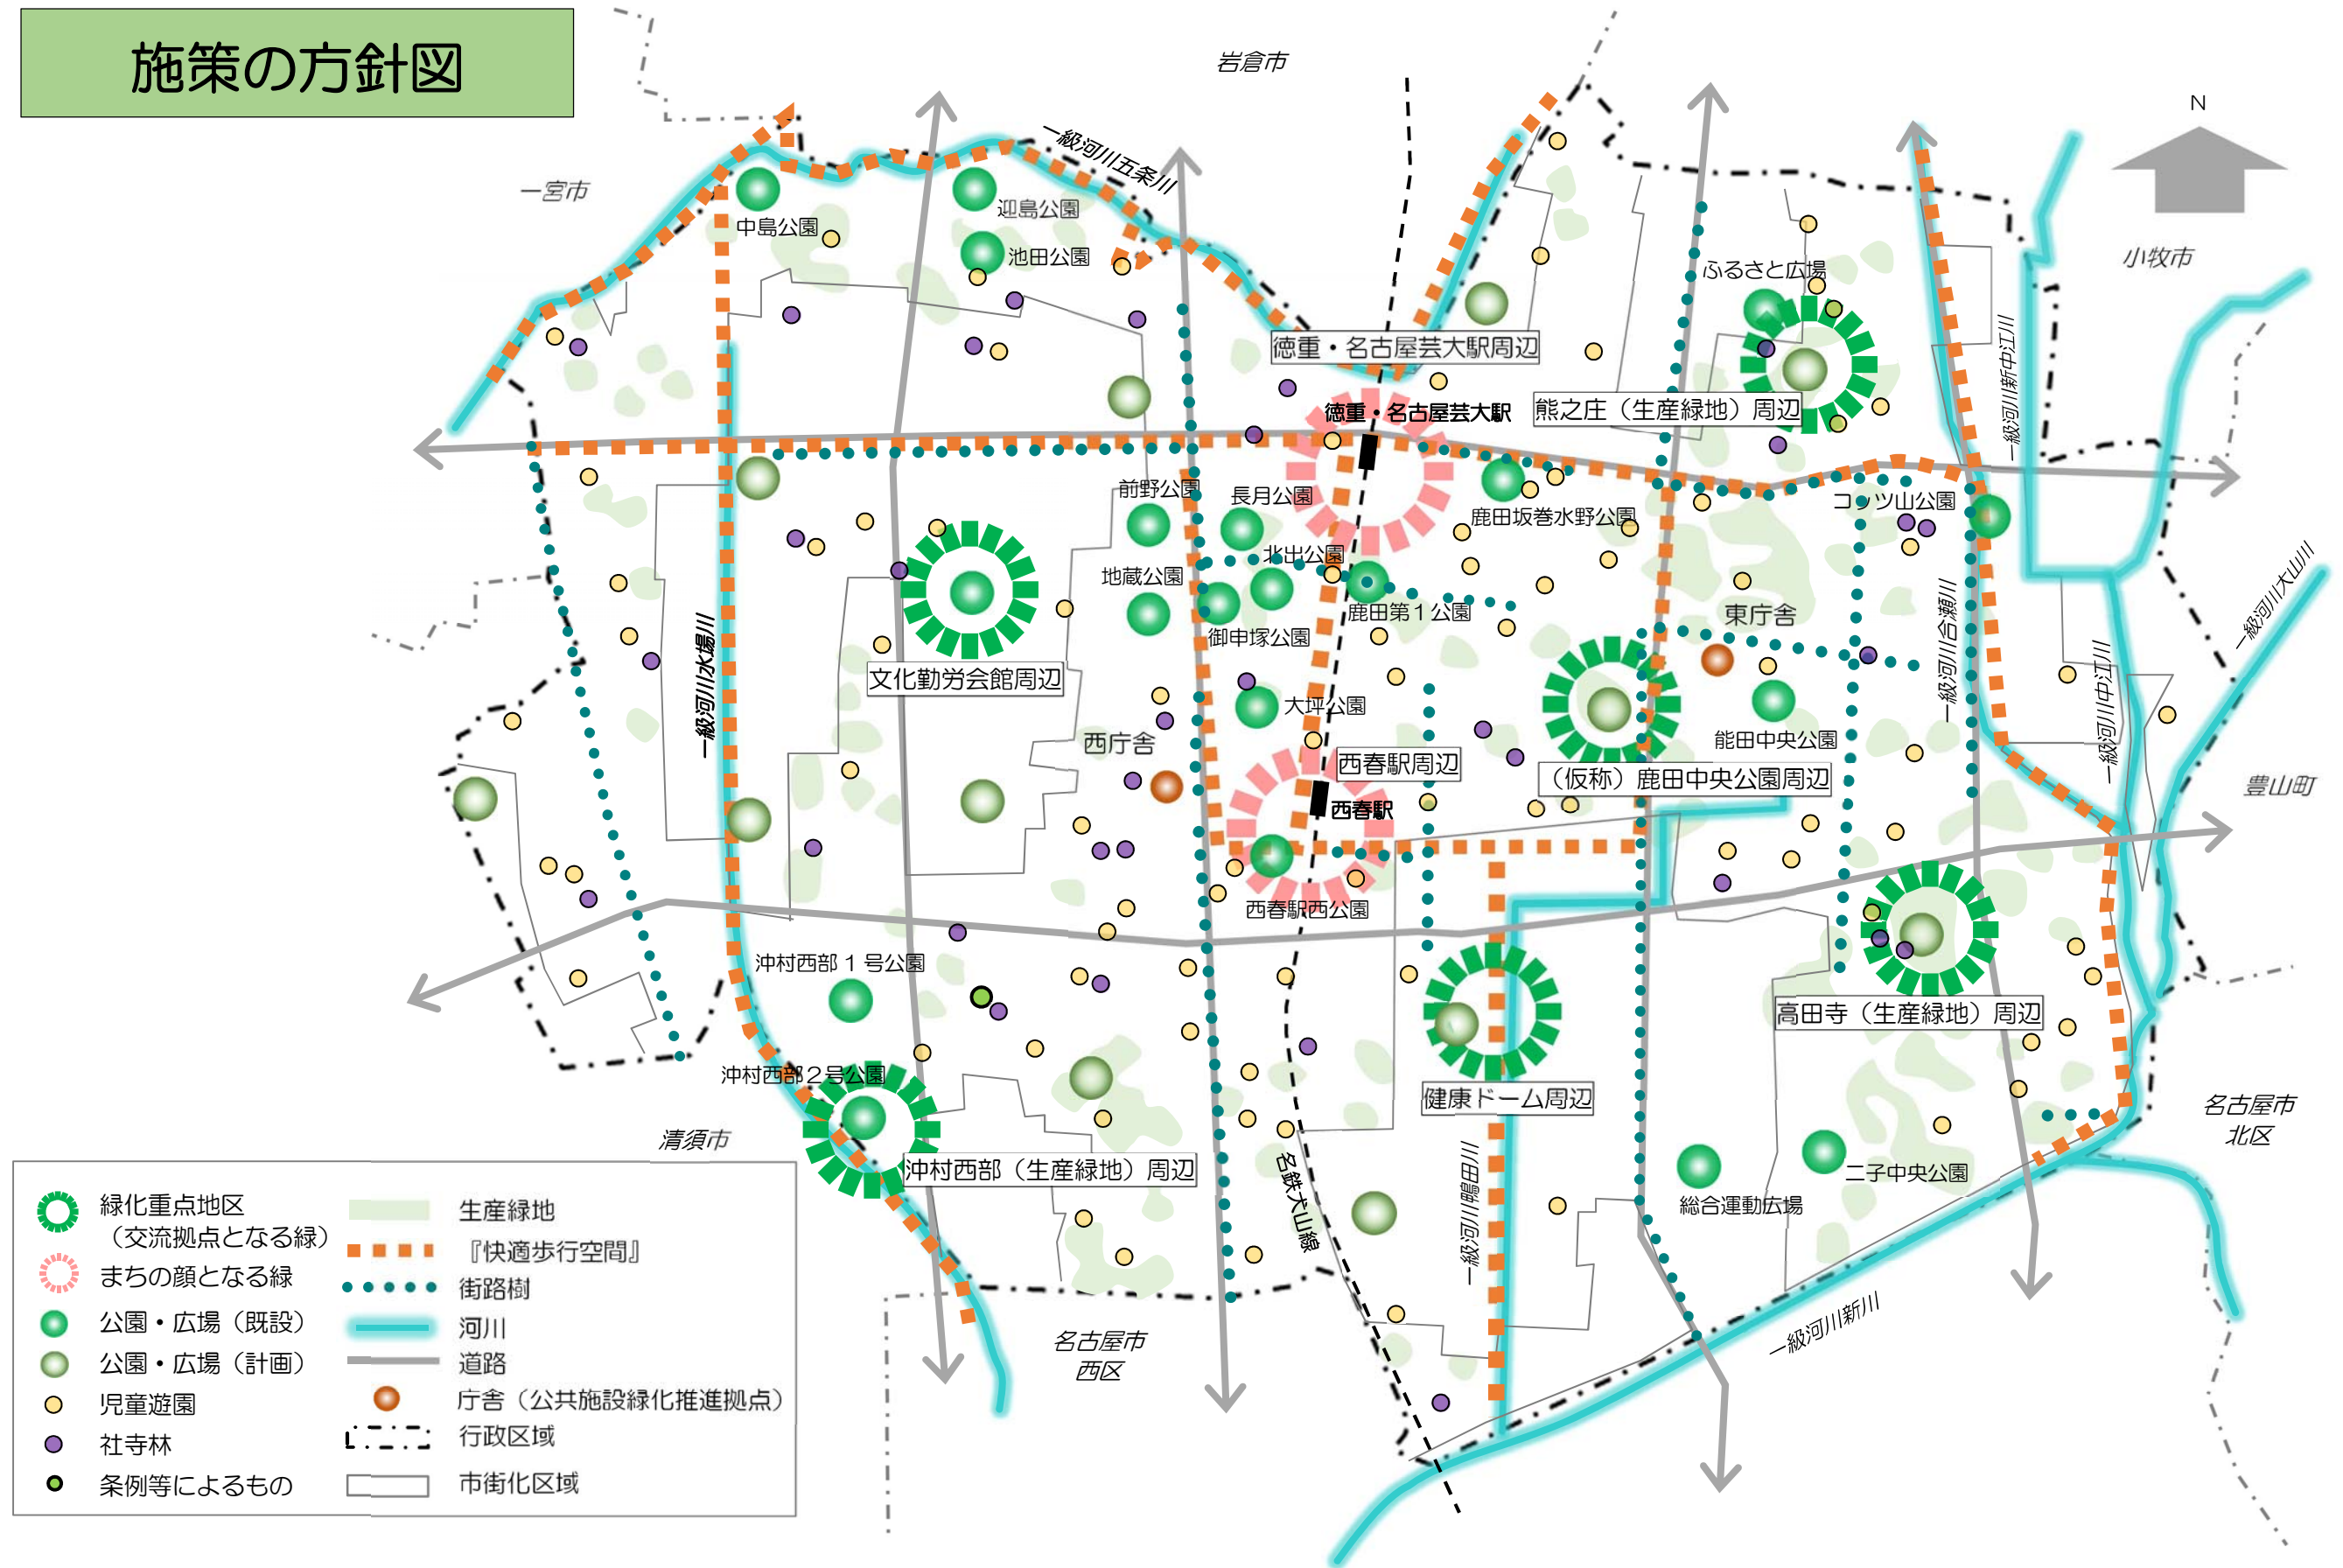 施策の方針図
岩倉市
N
一級河川五条川
一宮市
迎島公園
中島公園
池田公園
小牧市
ふるさと広場
徳重・名古屋芸大駅周辺
一級河川新中江川
徳重・名古屋芸大駅
熊之庄（生産緑地）周辺
前野公園
長月公園
コッツ山公園
鹿田坂巻水野公園
北出公園
地蔵公園
一級河川大山川
鹿田第１公園
東庁舎
一級河川合瀬川
御申塚公園
一級河川水場川
文化勤労会館周辺
一級河川中江川
大坪公園
西庁舎
能田中央公園
西春駅周辺
（仮称）鹿田中央公園周辺
豊山町
西春駅
西春駅西公園
沖村西部１号公園
高田寺（生産緑地）周辺
沖村西部２号公園
健康ドーム周辺
名古屋市
北区
清須市
沖村西部（生産緑地）周辺
名鉄犬山線
一級河川鴨田川
二子中央公園
総合運動広場
一級河川新川
名古屋市
西区
緑化重点地区
（交流拠点となる緑）
まちの顔となる緑
公園・広場（既設）
公園・広場（計画）
児童遊園
社寺林
条例等によるもの
生産緑地
『快適歩行空間』
街路樹
河川
道路
庁舎（公共施設緑化推進拠点）
行政区域
市街化区域